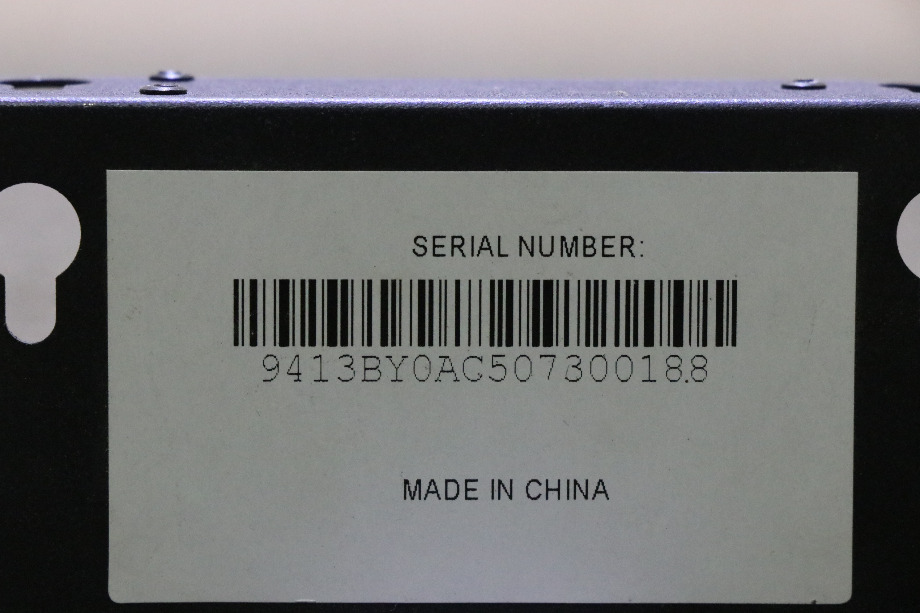 SERIAL NUMBER:
9413BY0AC507300188
MADE IN CHINA